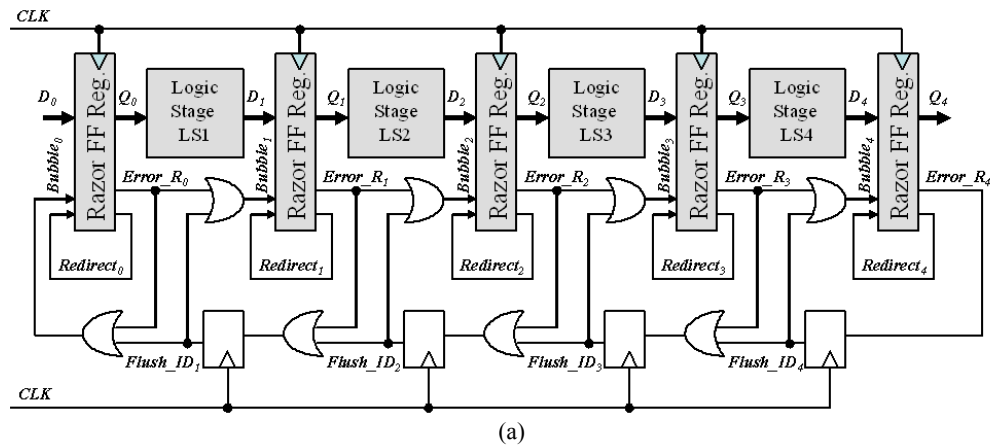 CLK
D0 Razor FF Reg. Q0 Logic Stage LS1 D1 Razor FF Reg. Q1 Logic Stage LS2 D2 Razor FF Reg. Q2 Logic Stage LS3 D3 Razor FF Reg. Q3 Logic Stage LS4 D4 Razor FF Reg. Q4
Bubble0 Bubble1 Bubble2 Bubble3 Bubble4
Error_R0 Error_R1 Error_R2 Error_R3 Error_R4
Redirect0 Redirect1 Redirect2 Redirect3 Redirect4
Flush_ID1 Flush_ID2 Flush_ID3 Flush_ID4
CLK
(a)